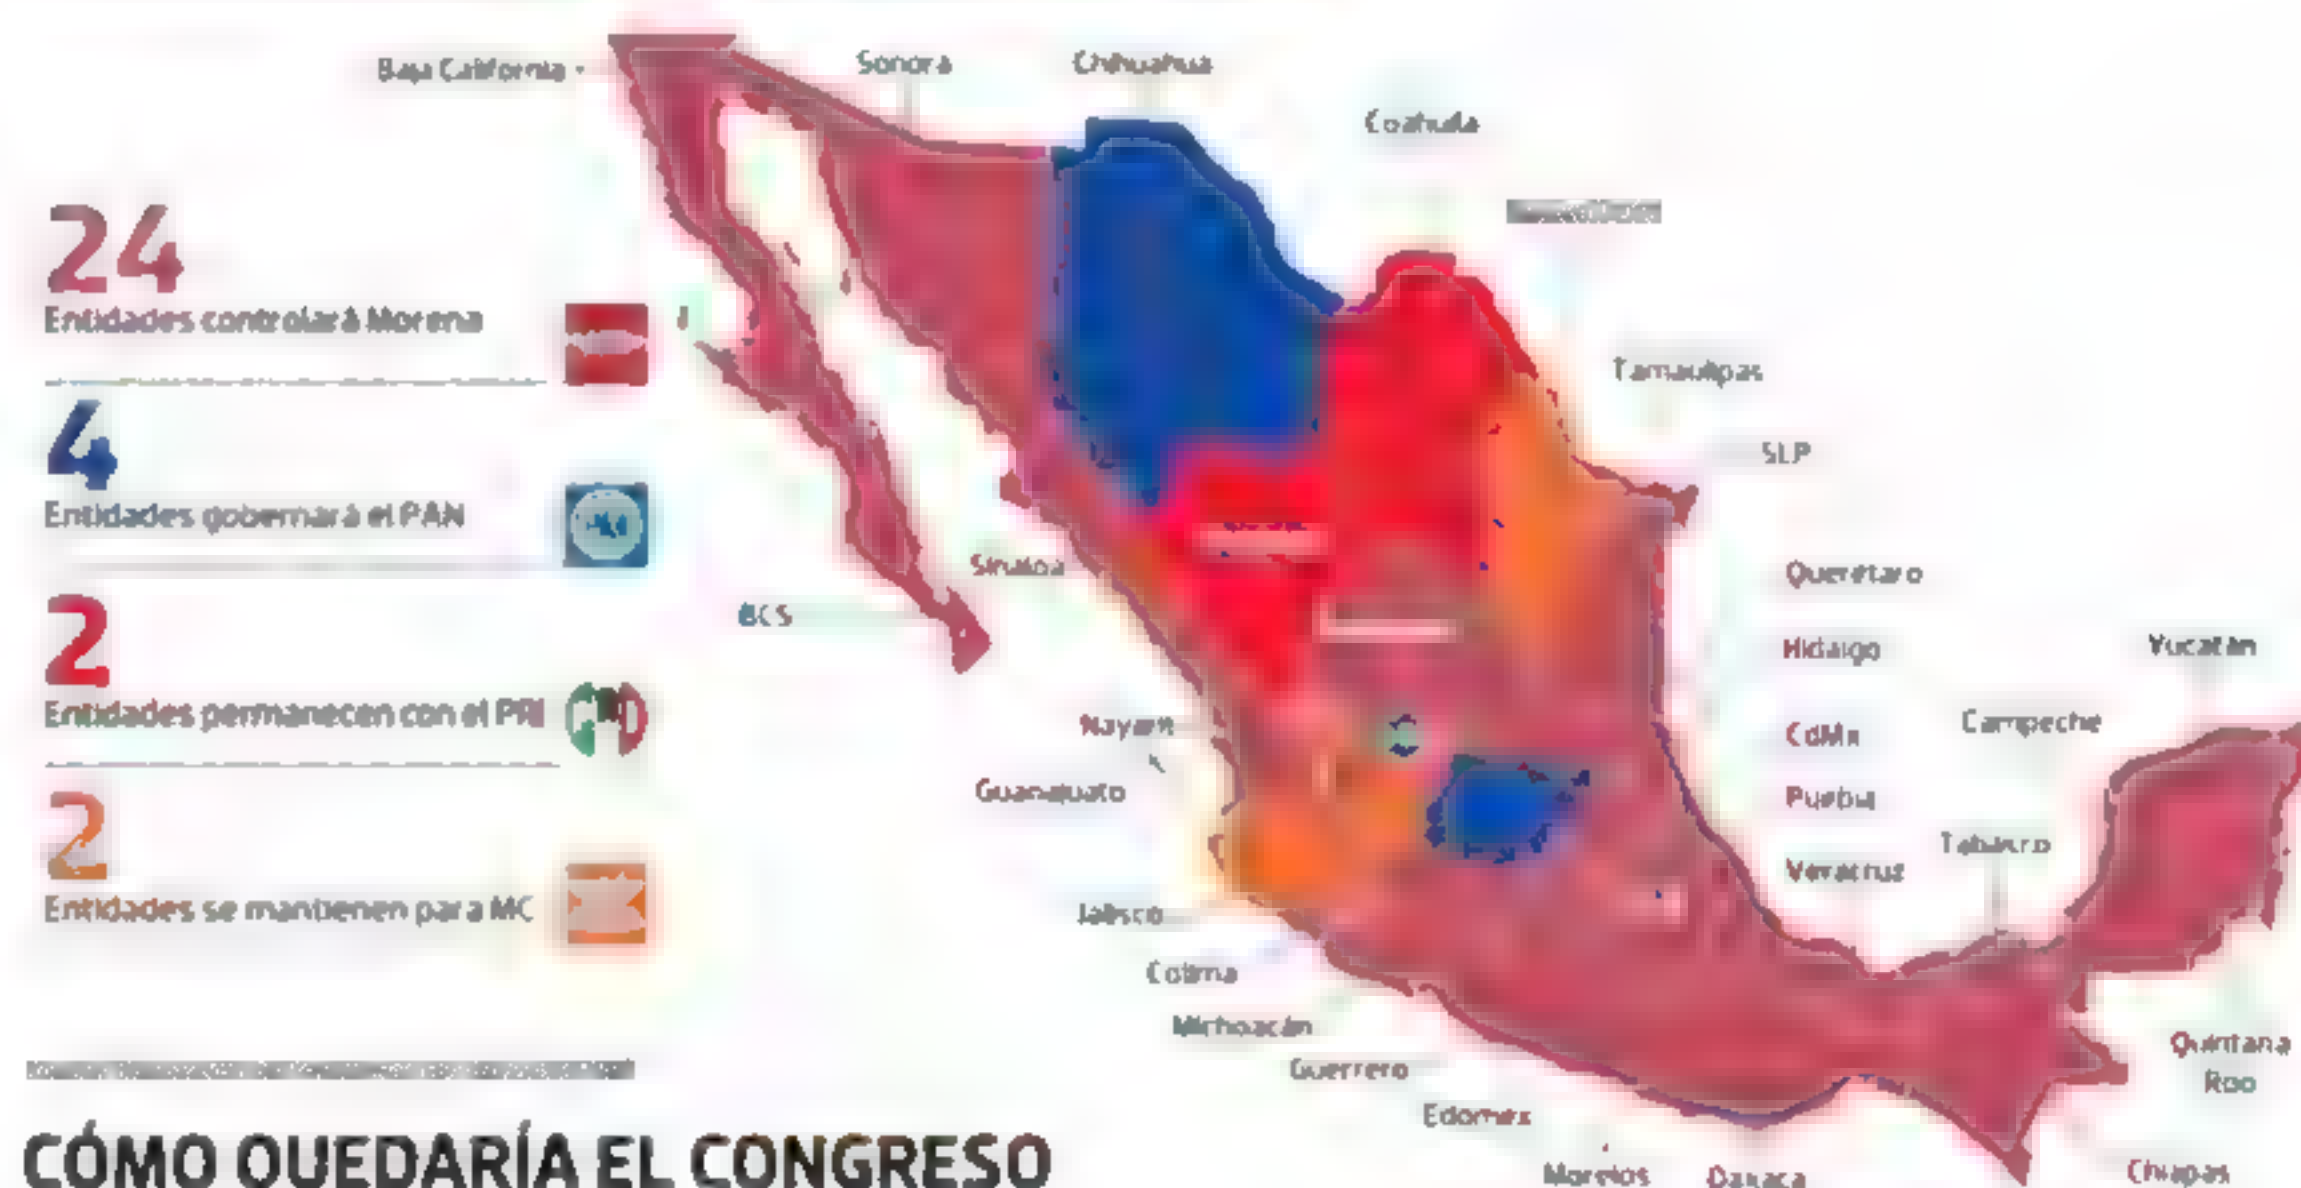 Baja California
Sonora
Chihuahua
Coahuila
24
Entidades controlará Morena
Tamaulipas
4
SLP
Entidades gobernará el PAN
Sinaloa
Querétaro
2
BCS
Hidalgo
Yucatán
Entidades permanecen con el PRI
Nayarit
CdMx
Campeche
Guanajuato
Puebla
2
Tabasco
Veracruz
Entidades se mantienen para MC
Jalisco
Colima
Michoacán
Quintana
Roo
Guerrero
Edomex
CÓMO QUEDARÍA EL CONGRESO
Morelos
Oaxaca
Chiapas